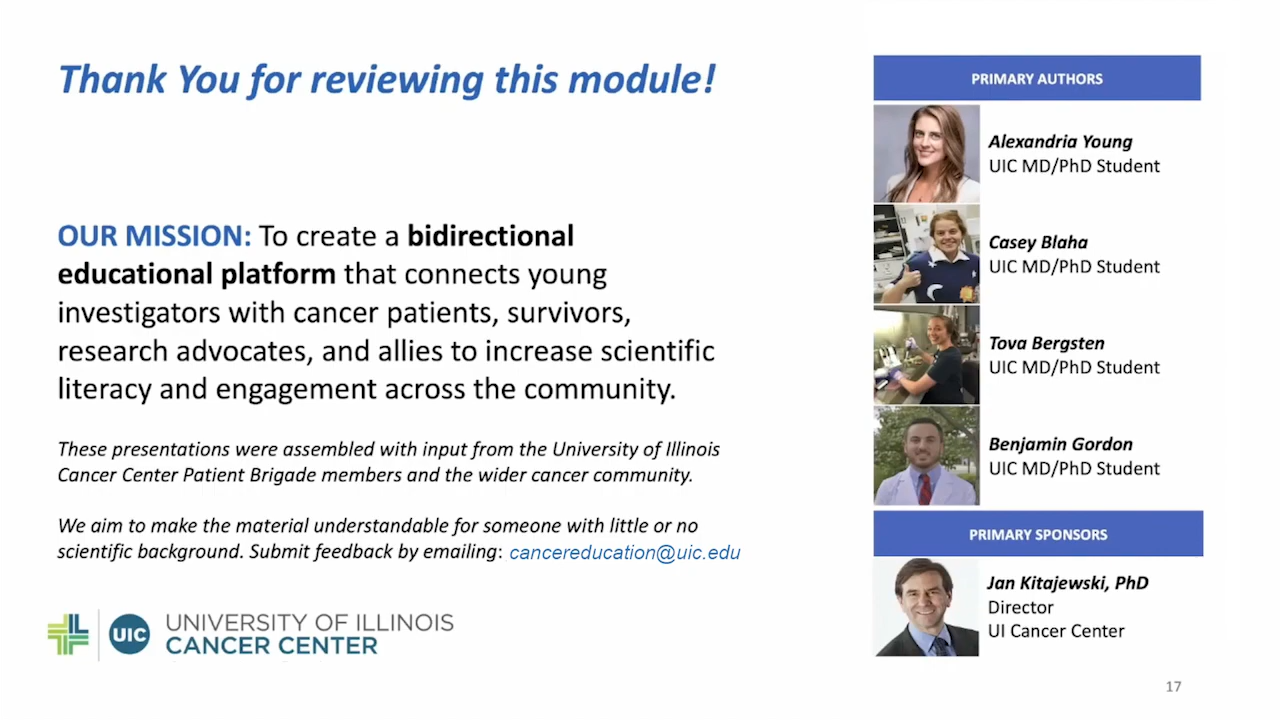 Thank You for reviewing this module!
OUR MISSION: To create a bidirectional
educational platform that connects young
investigators with cancer patients, survivors,
research advocates, and allies to increase scientific
literacy and engagement across the community.
These presentations were assembled with input from the University of Illinois
Cancer Center Patient Brigade members and the wider cancer community.
We aim to make the material understandable for someone with little or no
scientific background. Submit feedback by emailing: cancereducation@uic.edu
UIC
UNIVERSITY OF ILLINOIS
CANCER CENTER
PRIMARY AUTHORS
Alexandria Young
UIC MD/PhD Student
Casey Blaha
UIC MD/PhD Student
Tova Bergsten
UIC MD/PhD Student
Benjamin Gordon
UIC MD/PhD Student
PRIMARY SPONSORS
Jan Kitajewski, PhD
Director
UI Cancer Center
17